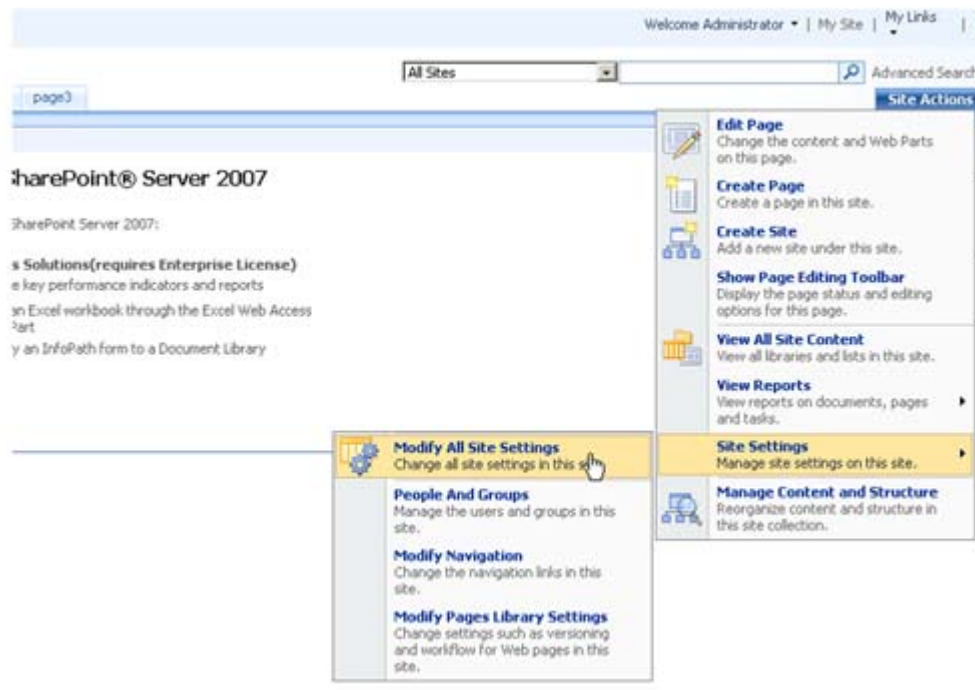 Welcome Administrator | My Site | My Links |
All Sites
Advanced Search
page3
Site Actions
harePoint® Server 2007
SharePoint Server 2007:
s Solutions(requires Enterprise License)
e key performance indicators and reports
an Excel workbook through the Excel Web Access
Part
y an InfoPath form to a Document Library
Edit Page
Change the content and Web Parts
on this page.
Create Page
Create a page in this site.
Create Site
Add a new site under this site.
Show Page Editing Toolbar
Display the page status and editing
options for this page.
View All Site Content
View all libraries and lists in this site.
View Reports
View reports on documents, pages
and tasks.
Site Settings
Manage site settings on this site.
Manage Content and Structure
Reorganize content and structure in
this site collection.
Modify All Site Settings
Change all site settings in this
People And Groups
Manage the users and groups in this
site.
Modify Navigation
Change the navigation links in this
site.
Modify Pages Library Settings
Change settings such as versioning
and workflow for Web pages in this
site.